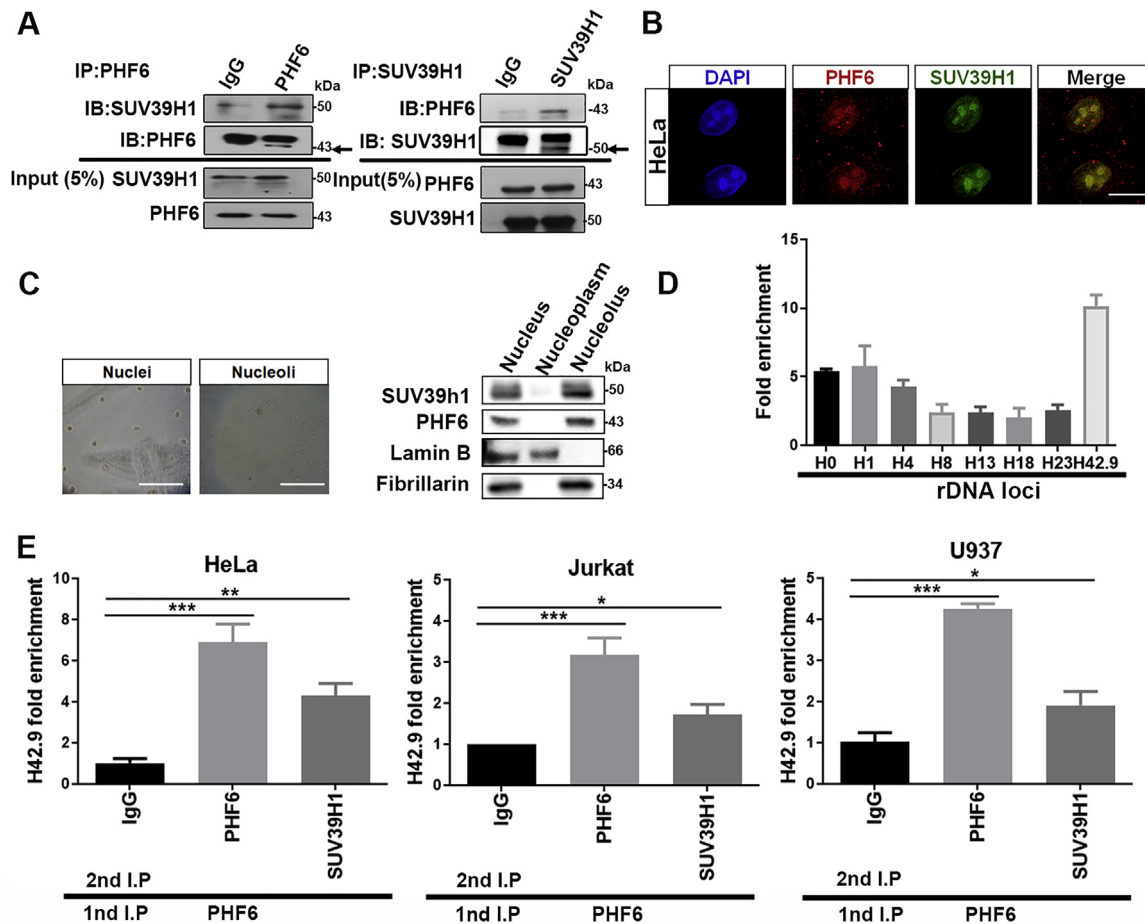 A
IP:PHF6
IgG
PHF6
kDa
IB:SUV39H1
-50
IB:PHF6
-43
Input (5%) SUV39H1
-50
PHF6
-43
IP:SUV39H1
IgG
SUV39H1
kDa
IB:PHF6
-43
IB: SUV39H1
-50
Input(5%) PHF6
-43
SUV39H1
-50
B
DAPI
PHF6
SUV39H1
Merge
HeLa
C
Nuclei
Nucleoli
Nucleus
Nucleoplasm
Nucleolus
kDa
SUV39h1
-50
PHF6
-43
Lamin B
-66
Fibrillarin
-34
D
Fold enrichment
15
10
5
0
H0 H1 H4 H8 H13 H18 H23H42.9
rDNA loci
E
HeLa
H42.9 fold enrichment
10
8
6
4
2
0
**
***
IgG
PHF6
SUV39H1
2nd I.P
1nd I.P PHF6
Jurkat
H42.9 fold enrichment
5
4
3
2
1
0
*
***
IgG
PHF6
SUV39H1
2nd I.P
1nd I.P PHF6
U937
H42.9 fold enrichment
5
4
3
2
1
0
*
***
IgG
PHF6
SUV39H1
2nd I.P
1nd I.P PHF6